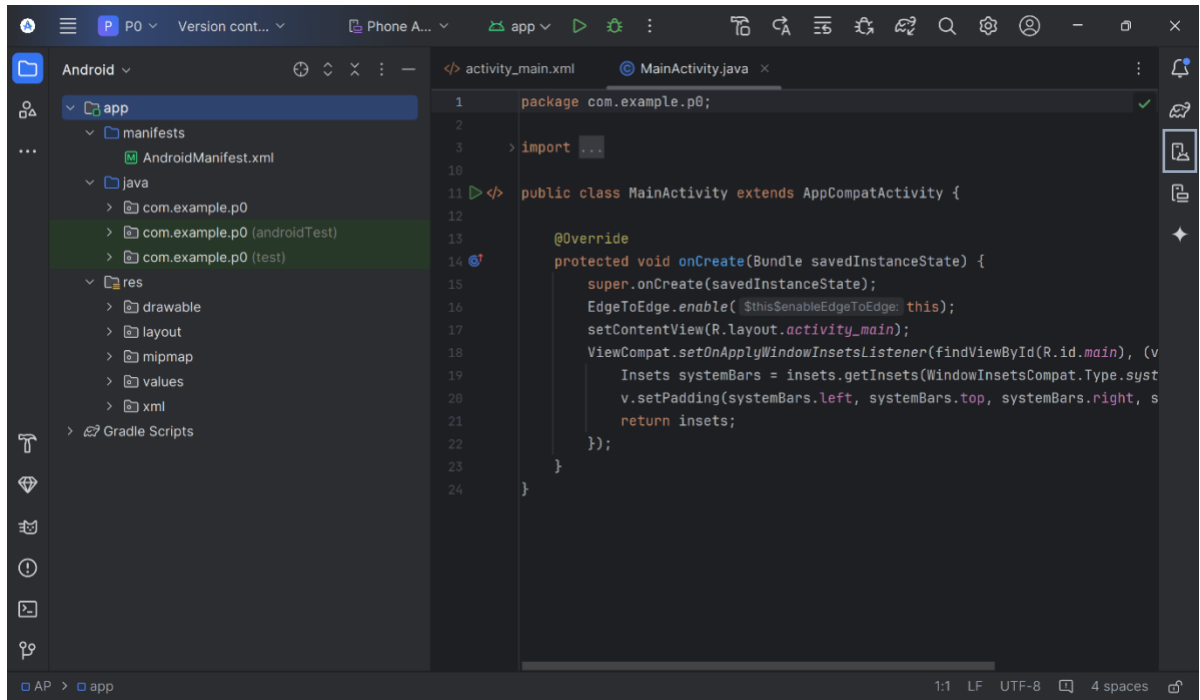 P P0 Version cont... Phone A... app
Android
app
manifests
AndroidManifest.xml
java
com.example.p0
com.example.p0 (androidTest)
com.example.p0 (test)
res
drawable
layout
mipmap
values
xml
Gradle Scripts
activity_main.xml MainActivity.java
1 package com.example.p0;
2
3 import ...
10
11 public class MainActivity extends AppCompatActivity {
12
13 @Override
14 protected void onCreate(Bundle savedInstanceState) {
15 super.onCreate(savedInstanceState);
16 EdgeToEdge.enable( $this$enableEdgeToEdge: this);
17 setContentView(R.layout.activity_main);
18 ViewCompat.setOnApplyWindowInsetsListener(findViewById(R.id.main), (v
19 Insets systemBars = insets.getInsets(WindowInsetsCompat.Type.syst
20 v.setPadding(systemBars.left, systemBars.top, systemBars.right, s
21 return insets;
22 });
23 }
24 }
AP > app 1:1 LF UTF-8 4 spaces